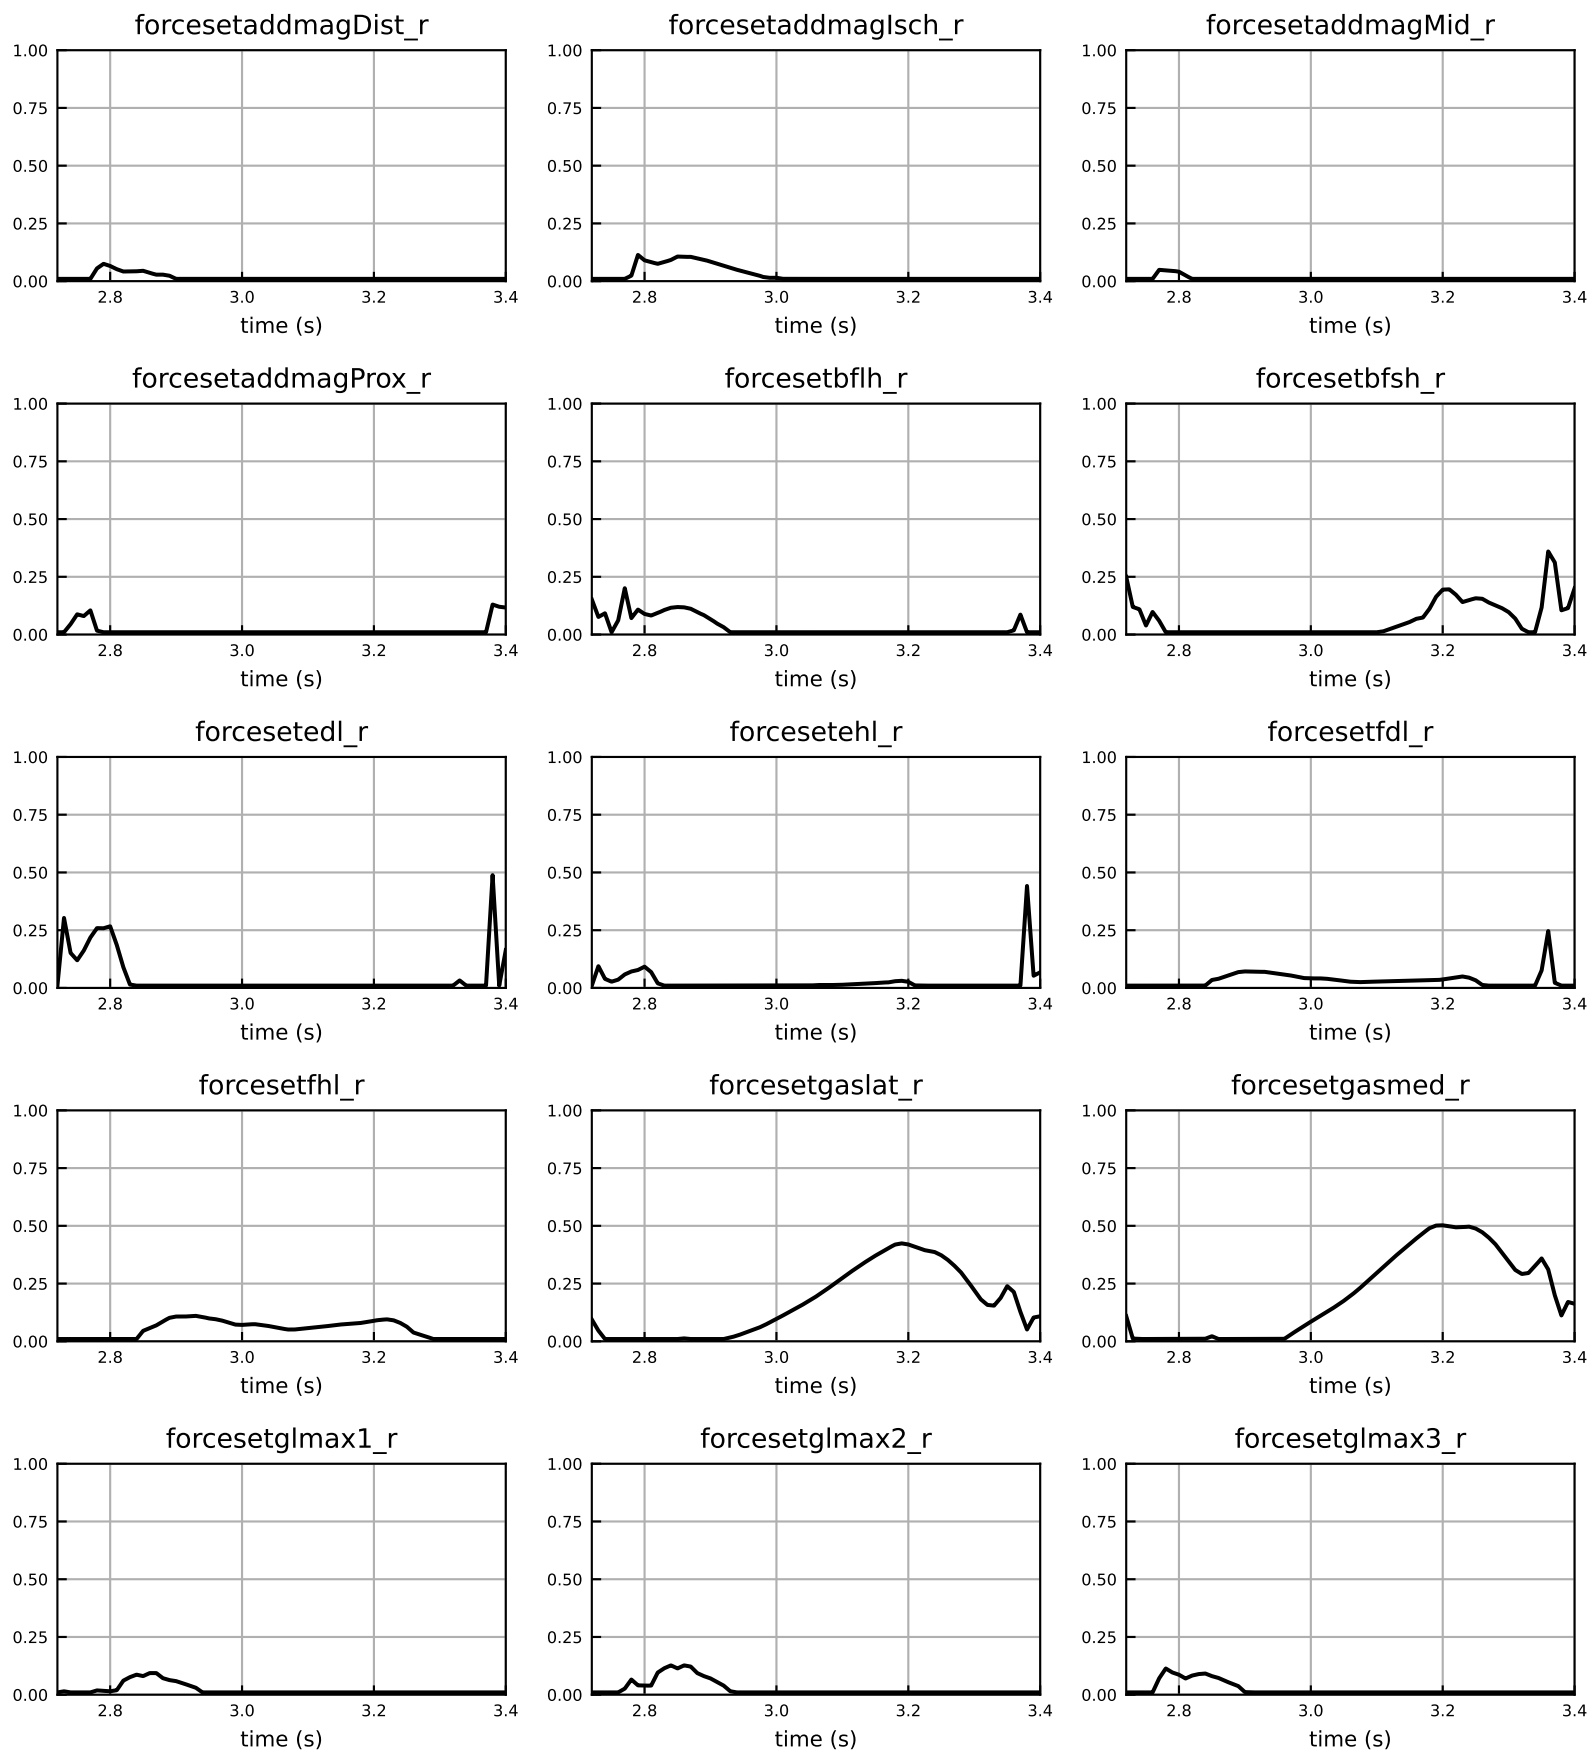 forcesetaddmagDist_r
forcesetaddmagIsch_r
forcesetaddmagMid_r
1.00 0.75 0.50 0.25 0.00
2.8 3.0 3.2 3.4
time (s)
1.00 0.75 0.50 0.25 0.00
2.8 3.0 3.2 3.4
time (s)
1.00 0.75 0.50 0.25 0.00
2.8 3.0 3.2 3.4
time (s)
forcesetaddmagProx_r
forcesetbflh_r
forcesetbfsh_r
1.00 0.75 0.50 0.25 0.00
2.8 3.0 3.2 3.4
time (s)
1.00 0.75 0.50 0.25 0.00
2.8 3.0 3.2 3.4
time (s)
1.00 0.75 0.50 0.25 0.00
2.8 3.0 3.2 3.4
time (s)
forcesetedl_r
forcesetehl_r
forcesetfdl_r
1.00 0.75 0.50 0.25 0.00
2.8 3.0 3.2 3.4
time (s)
1.00 0.75 0.50 0.25 0.00
2.8 3.0 3.2 3.4
time (s)
1.00 0.75 0.50 0.25 0.00
2.8 3.0 3.2 3.4
time (s)
forcesetfhl_r
forcesetgaslat_r
forcesetgasmed_r
1.00 0.75 0.50 0.25 0.00
2.8 3.0 3.2 3.4
time (s)
1.00 0.75 0.50 0.25 0.00
2.8 3.0 3.2 3.4
time (s)
1.00 0.75 0.50 0.25 0.00
2.8 3.0 3.2 3.4
time (s)
forcesetglmax1_r
forcesetglmax2_r
forcesetglmax3_r
1.00 0.75 0.50 0.25 0.00
2.8 3.0 3.2 3.4
time (s)
1.00 0.75 0.50 0.25 0.00
2.8 3.0 3.2 3.4
time (s)
1.00 0.75 0.50 0.25 0.00
2.8 3.0 3.2 3.4
time (s)